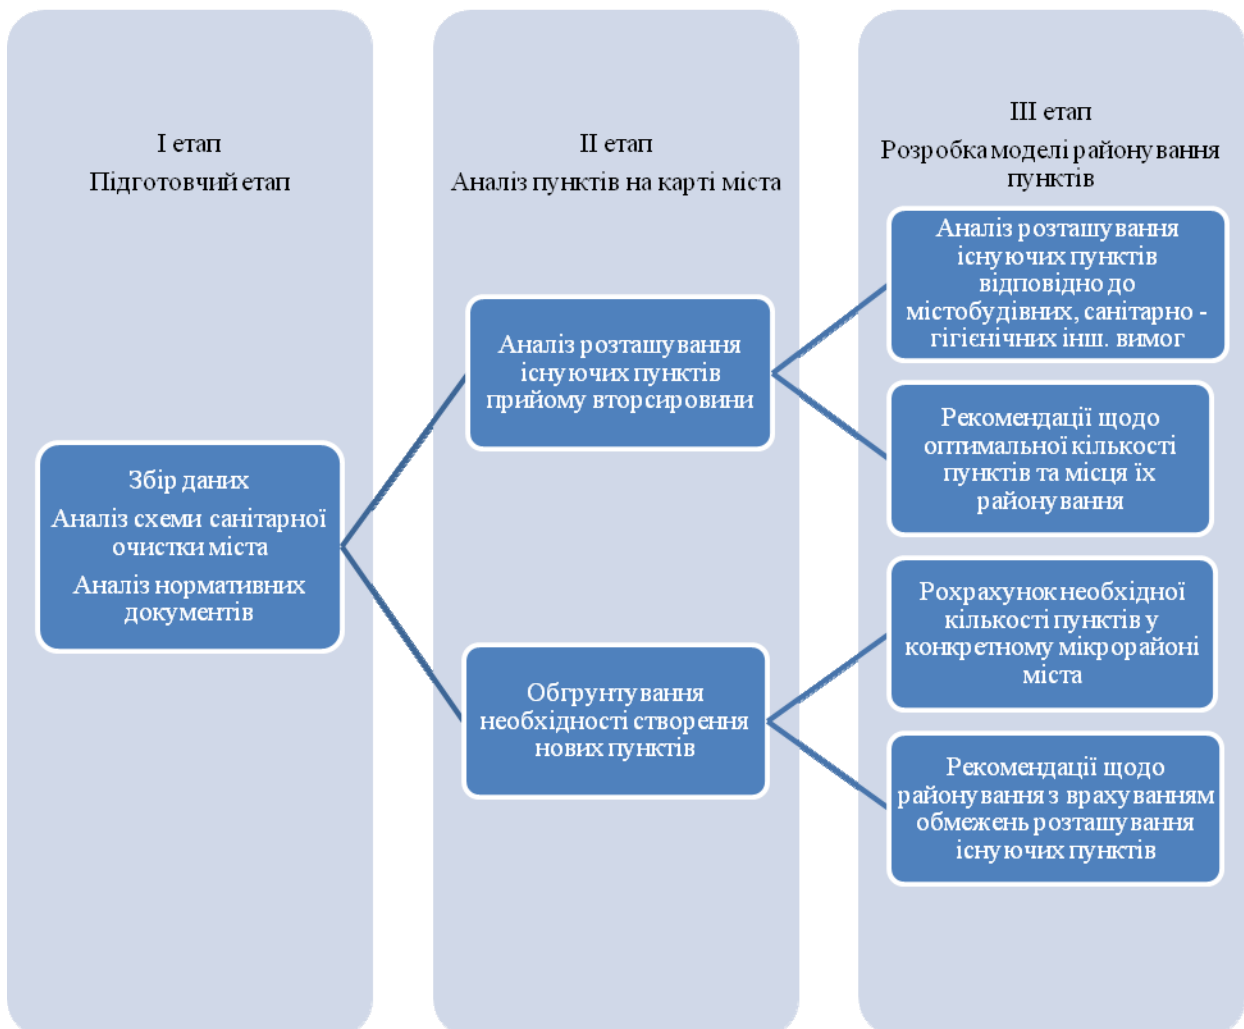 І етап
Підготовчий етап
Збір даних
Аналіз схеми санітарної
очистки міста
Аналіз нормативних
документів
ІІ етап
Аналіз пунктів на карті міста
Аналіз розташування
існуючих пунктів
прийому вторсировини
Обгрунтування
необхідності створення
нових пунктів
ІІІ етап
Розробка моделі районування
пунктів
Аналіз розташування
існуючих пунктів
відповідно до
містобудівних, санітарно -
гігієнічних інш. вимог
Рекомендації щодо
оптимальної кількості
пунктів та місця їх
районування
Рохрахунок необхідної
кількості пунктів у
конкретному мікрорайоні
міста
Рекомендації щодо
районування з врахуванням
обмежень розташування
існуючих пунктів